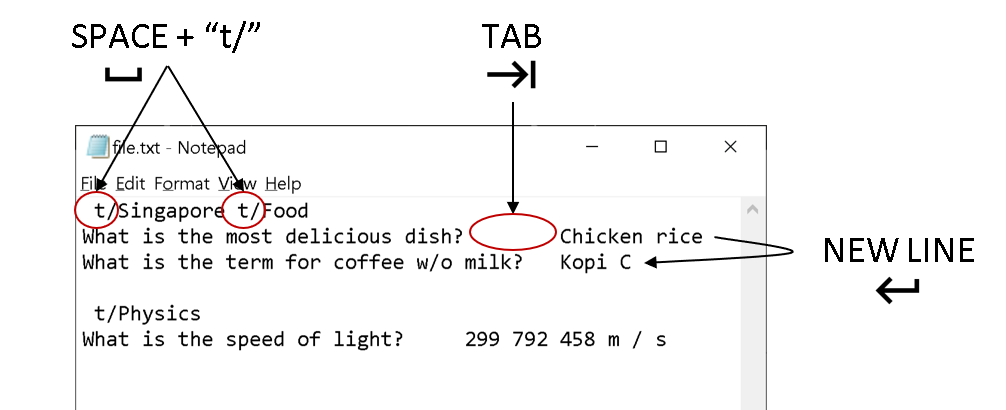 SPACE + “t/”
TAB
file.txt - Notepad
File Edit Format View Help
 t/Singapore t/Food
What is the most delicious dish? Chicken rice
What is the term for coffee w/o milk? Kopi C
NEW LINE
 t/Physics
What is the speed of light? 299 792 458 m / s